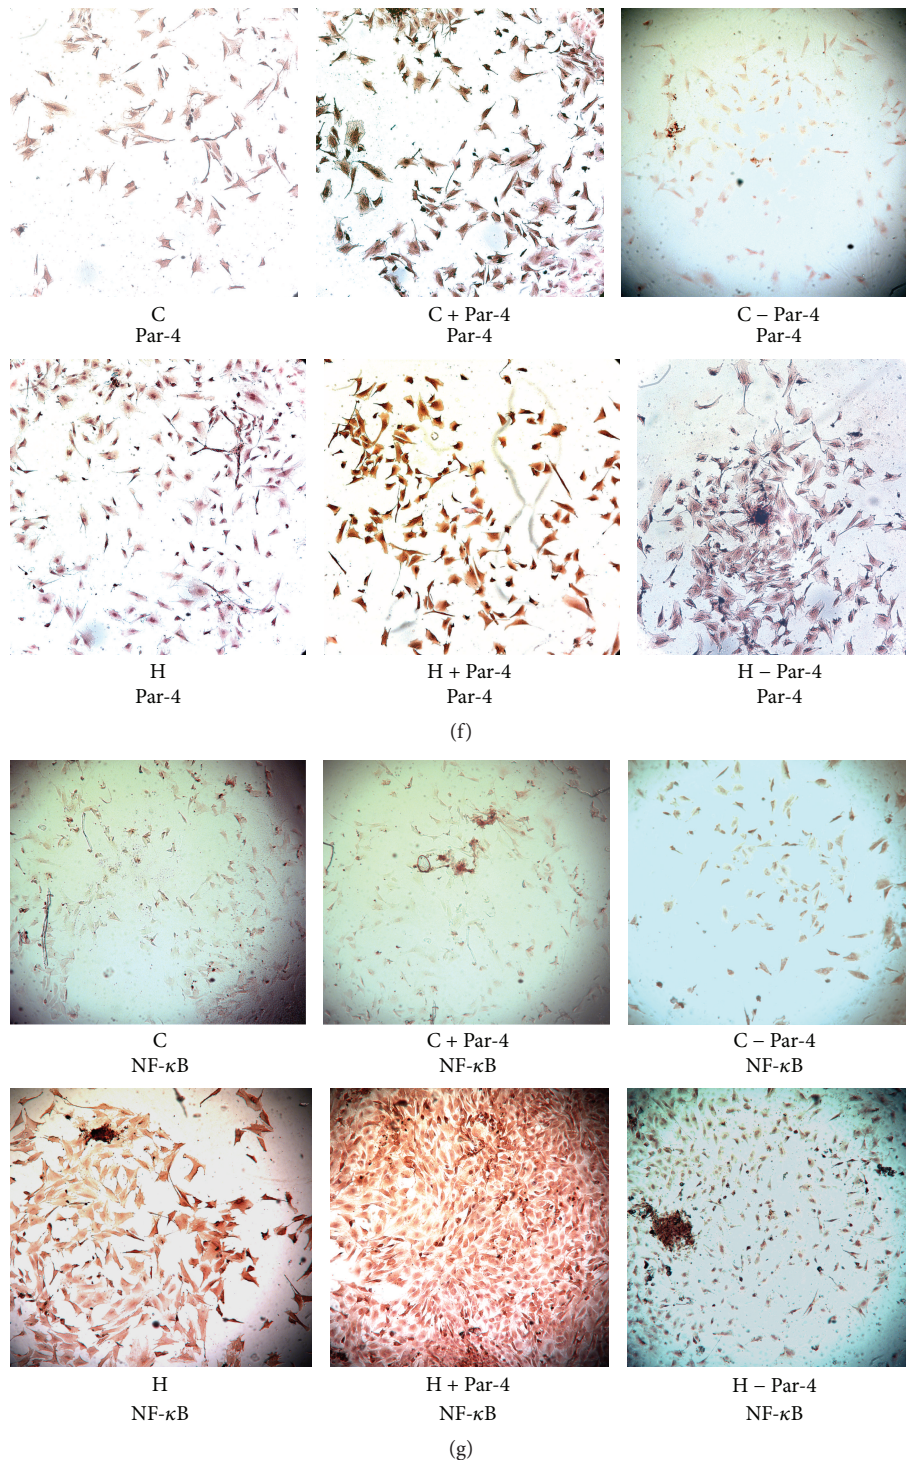 C
Par-4
C + Par-4
Par-4
C − Par-4
Par-4
H
Par-4
H + Par-4
Par-4
H − Par-4
Par-4
(f)
C
NF-κB
C + Par-4
NF-κB
C − Par-4
NF-κB
H
NF-κB
H + Par-4
NF-κB
H − Par-4
NF-κB
(g)